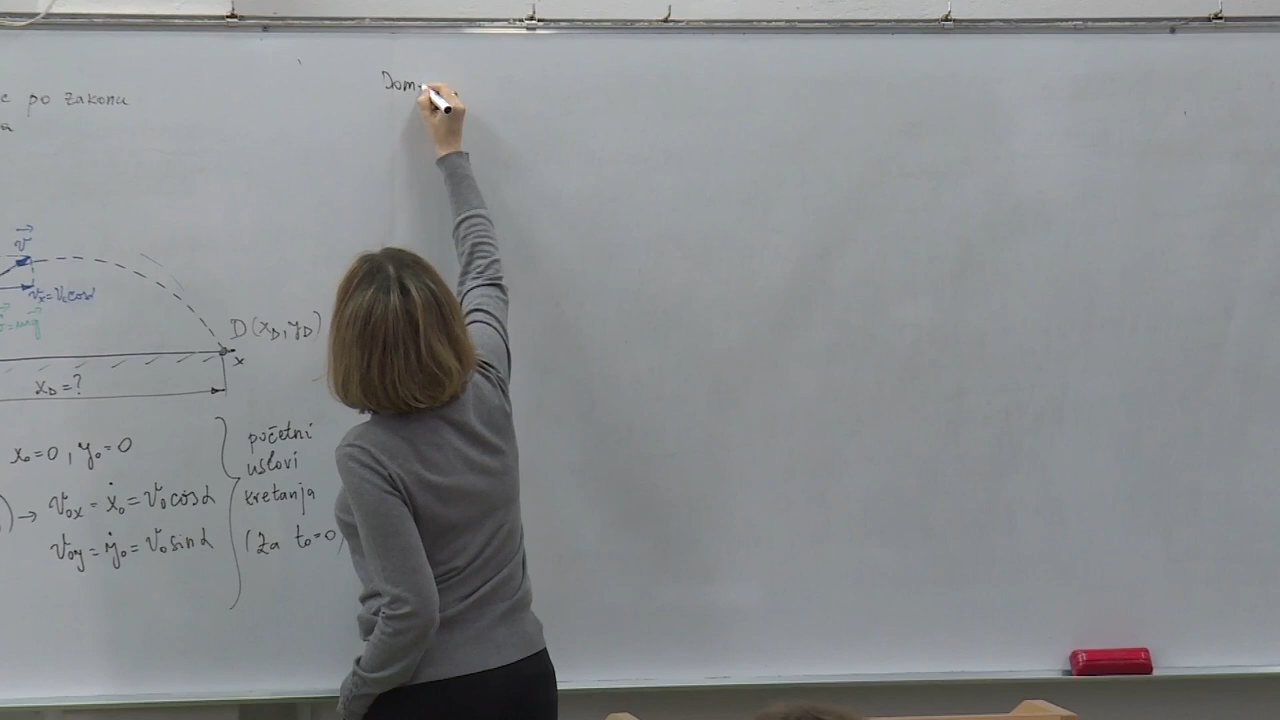 po zakonu
Dom
v⃗
vx=v0cosα
=mg
D(xD,yD)
x
xD=?
x0=0, y0=0
početni
uslovi
kretanja
(za t0=0)
→ v0x = ẋ0 = v0cosα
v0y = ẏ0 = v0sinα